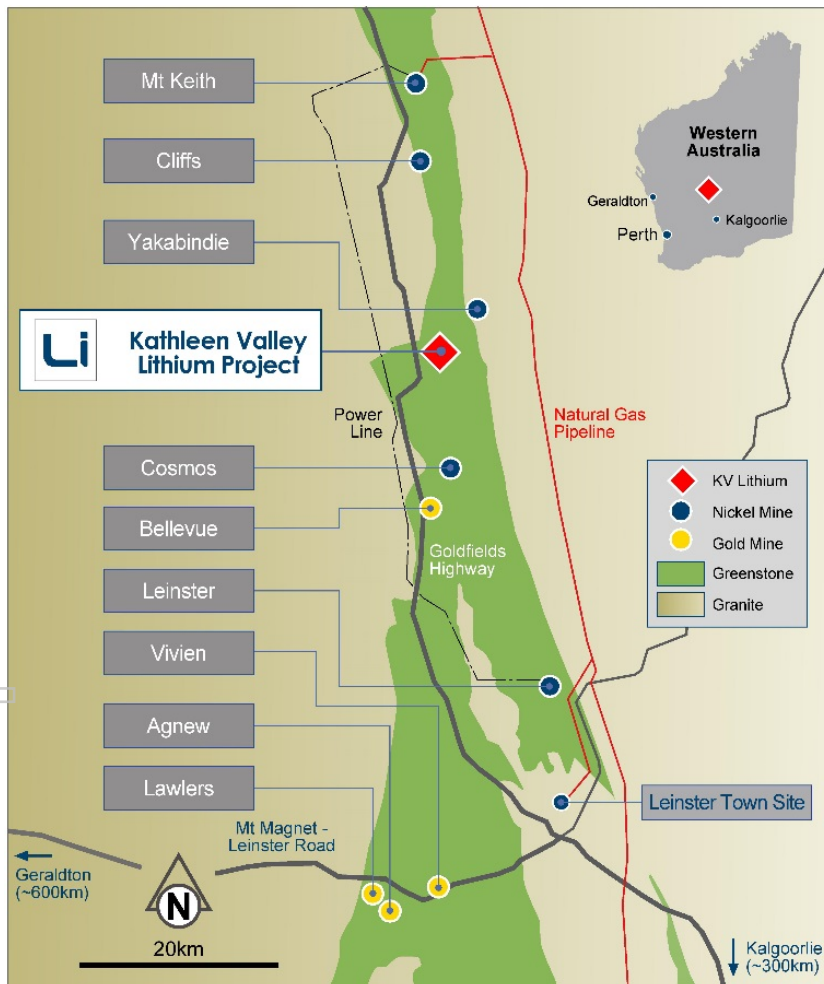 Mt Keith
Cliffs
Yakabindie
Li
Kathleen Valley
Lithium Project
Cosmos
Bellevue
Leinster
Vivien
Agnew
Lawlers
Power
Line
Natural Gas
Pipeline
Goldfields
Highway
Western
Australia
Geraldton
Kalgoorlie
Perth
KV Lithium
Nickel Mine
Gold Mine
Greenstone
Granite
Leinster Town Site
Mt Magnet -
Leinster Road
Geraldton
(~600km)
N
20km
Kalgoorlie
(~300km)